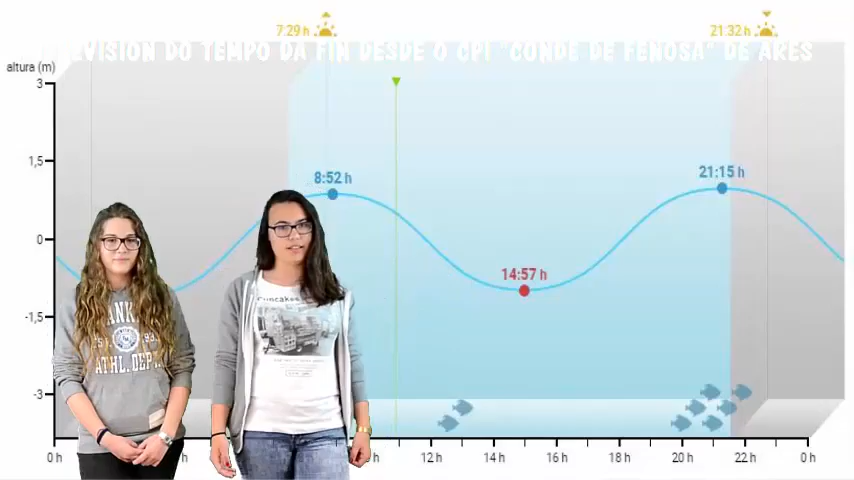 7:29 h
21:32 h
PREVISION DO TEMPO DA FIN DESDE O CPI "CONDE DE FENOSA" DE ARES
altura (m)
3
8:52 h
21:15 h
1,5
0
14:57 h
-1,5
ATHL. DEPT.
-3
0 h
12 h
14 h
16 h
18 h
20 h
22 h
0 h